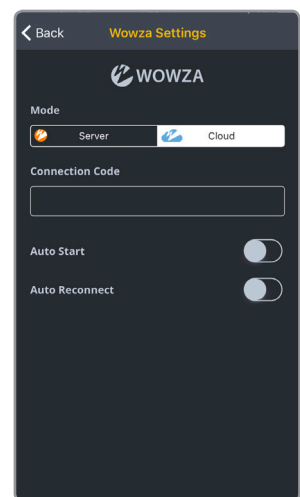 Back Wowza Settings
WOWZA
Mode
Server Cloud
Connection Code
Auto Start
Auto Reconnect